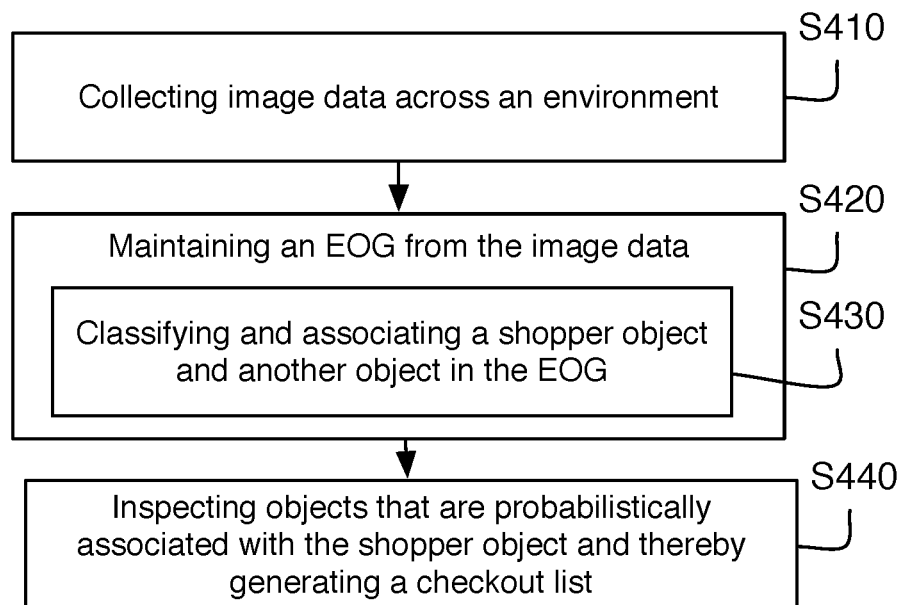 S410
Collecting image data across an environment
S420
Maintaining an EOG from the image data
S430
Classifying and associating a shopper object
and another object in the EOG
S440
Inspecting objects that are probabilistically
associated with the shopper object and thereby
generating a checkout list